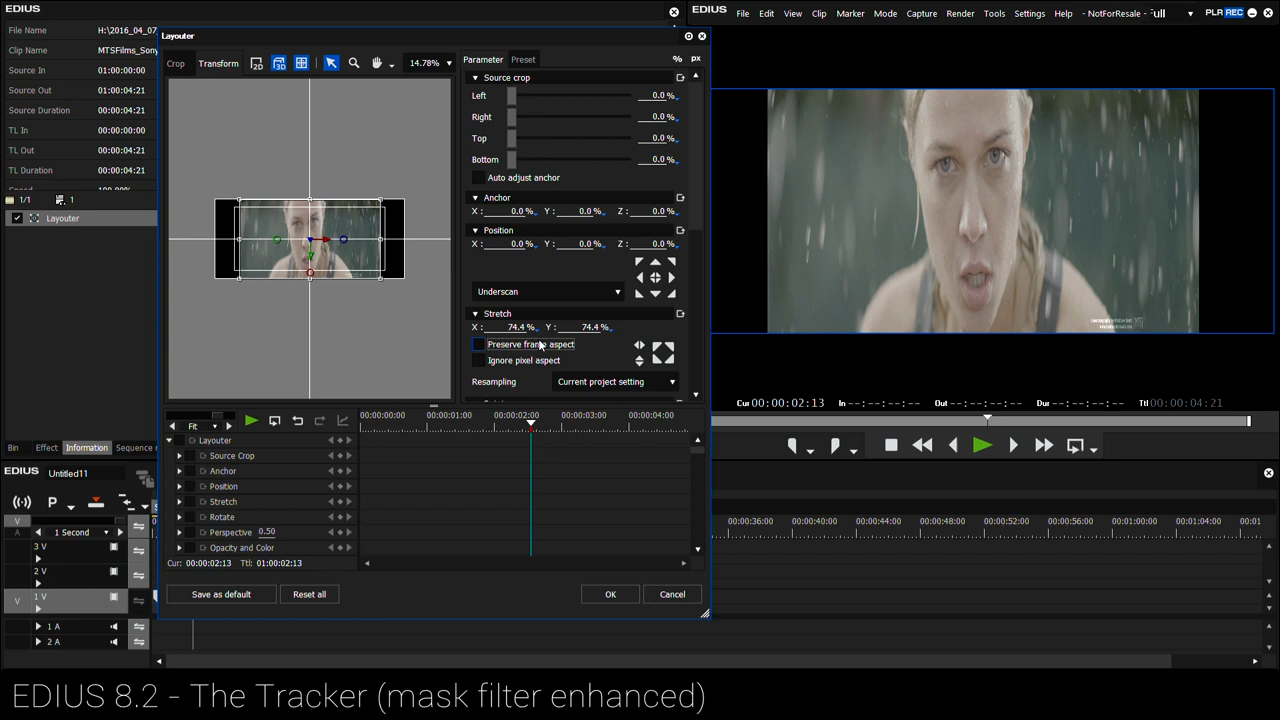 EDIUS
File Name H:\2016_04_07
Clip Name MTSFilms_Sony
Source In 01:00:00:00
Source Out 01:00:04:21
Source Duration 00:00:04:21
TL In 00:00:00:00
TL Out 00:00:04:21
TL Duration 00:00:04:21
1/1 1
Layouter
Bin Effect Information Sequence
Layouter
Crop Transform 2D 3D 14.78%
Parameter Preset % px
Source crop
Left 0.0 %
Right 0.0 %
Top 0.0 %
Bottom 0.0 %
Auto adjust anchor
Anchor
X : 0.0 % Y : 0.0 % Z : 0.0 %
Position
X : 0.0 % Y : 0.0 % Z : 0.0 %
Underscan
Stretch
X : 74.4 % Y : 74.4 %
Preserve frame aspect
Ignore pixel aspect
Resampling Current project setting
Fit
00:00:00:00 00:00:01:00 00:00:02:00 00:00:03:00 00:00:04:00
Layouter
Source Crop
Anchor
Position
Stretch
Rotate
Perspective 0.50
Opacity and Color
Cur: 00:00:02:13 Ttl: 01:00:02:13
Save as default Reset all OK Cancel
EDIUS File Edit View Clip Marker Mode Capture Render Tools Settings Help - NotForResale - PLR REC
Cur 00:00:02:13 In --:--:--:-- Out --:--:--:-- Dur --:--:--:-- Ttl 00:00:04:21
EDIUS Untitled11
P
V
A
1 Second
00:00:36:00 00:00:40:00 00:00:44:00 00:00:48:00 00:00:52:00 00:00:56:00 00:01:00:00 00:01:04:00 00:01
3 V
2 V
V 1 V
1 A
2 A
EDIUS 8.2 - The Tracker (mask filter enhanced)